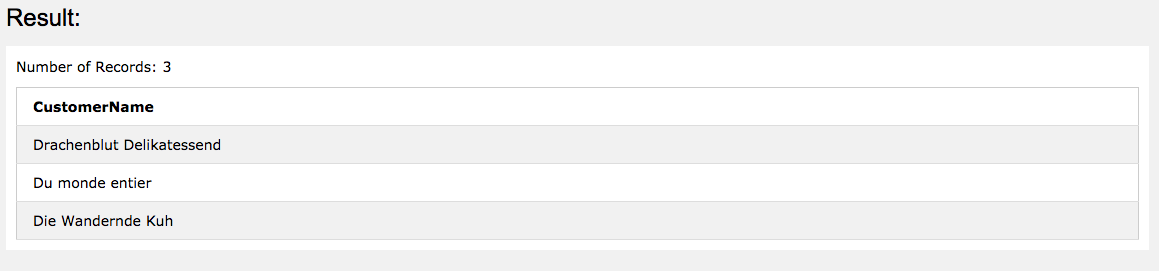 Result:
Number of Records: 3
CustomerName
Drachenblut Delikatessend
Du monde entier
Die Wandernde Kuh